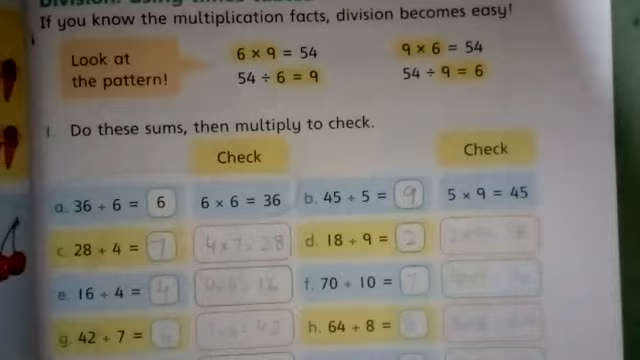 If you know the multiplication facts, division becomes easy!
Look at
the pattern!
6 × 9 = 54
54 ÷ 6 = 9
9 × 6 = 54
54 ÷ 9 = 6
1. Do these sums, then multiply to check.
Check
Check
a. 36 ÷ 6 = 6 6 × 6 = 36 b. 45 ÷ 5 = 9 5 × 9 = 45
c. 28 ÷ 4 = 7 4 × 7 = 28 d. 18 ÷ 9 = 2
e. 16 ÷ 4 = 4 4 × 4 = 16 f. 70 ÷ 10 = 7
g. 42 ÷ 7 = h. 64 ÷ 8 =